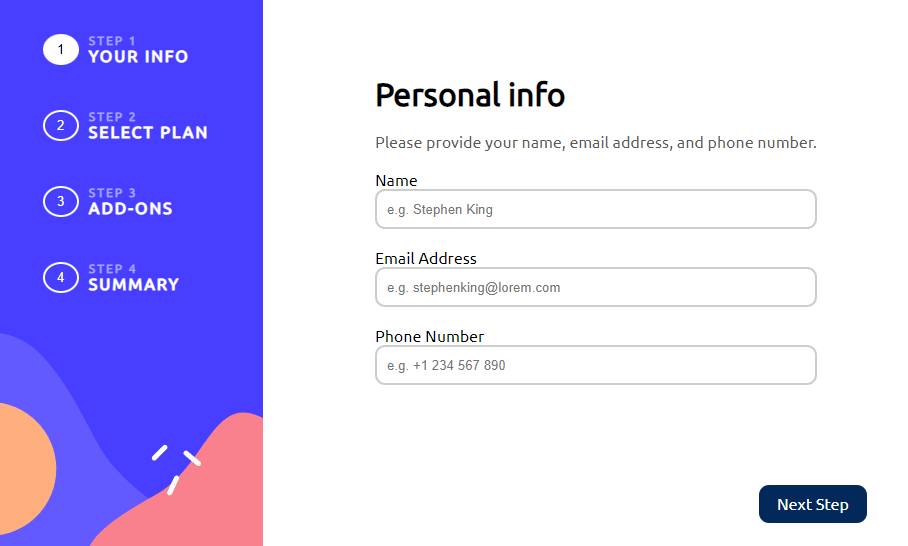 1
STEP 1
YOUR INFO
2
STEP 2
SELECT PLAN
3
STEP 3
ADD-ONS
4
STEP 4
SUMMARY
Personal info
Please provide your name, email address, and phone number.
Name
e.g. Stephen King
Email Address
e.g. stephenking@lorem.com
Phone Number
e.g. +1 234 567 890
Next Step